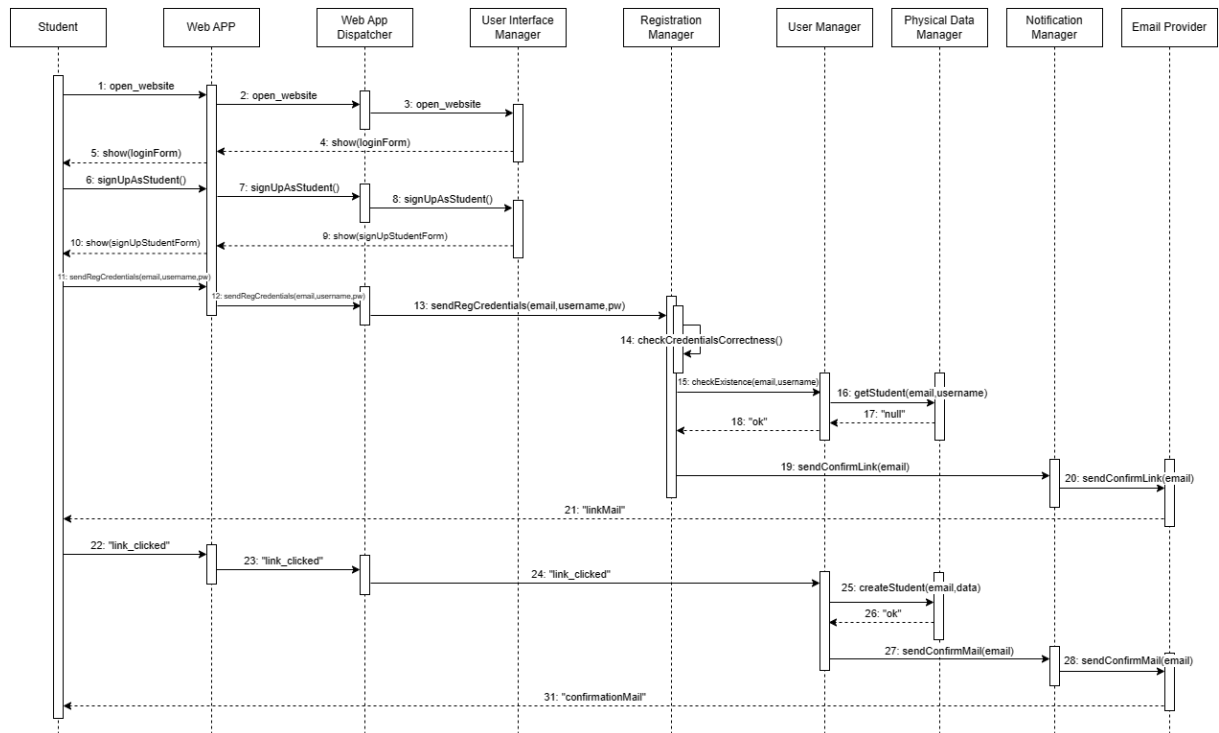 Student
Web APP
Web App
Dispatcher
User Interface
Manager
Registration
Manager
User Manager
Physical Data
Manager
Notification
Manager
Email Provider
1: open_website
2: open_website
3: open_website
4: show(loginForm)
5: show(loginForm)
6: signUpAsStudent()
7: signUpAsStudent()
8: signUpAsStudent()
9: show(signUpStudentForm)
10: show(signUpStudentForm)
11: sendRegCredentials(email,username,pw)
12: sendRegCredentials(email,username,pw)
13: sendRegCredentials(email,username,pw)
14: checkCredentialsCorrectness()
15: checkExistence(email,username)
16: getStudent(email,username)
17: "null"
18: "ok"
19: sendConfirmLink(email)
20: sendConfirmLink(email)
21: "linkMail"
22: "link_clicked"
23: "link_clicked"
24: "link_clicked"
25: createStudent(email,data)
26: "ok"
27: sendConfirmMail(email)
28: sendConfirmMail(email)
31: "confirmationMail"